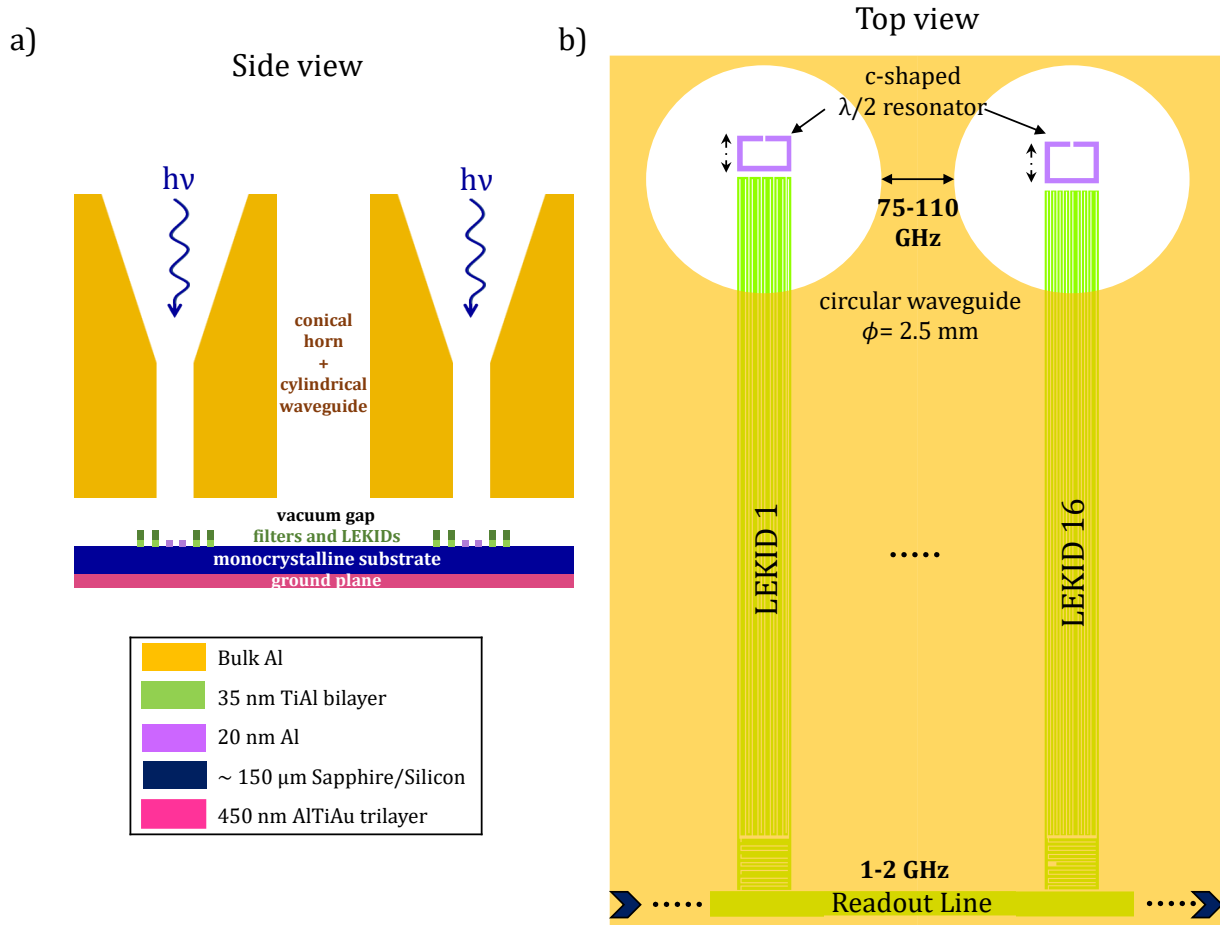 a)
Side view
hν
hν
conical
horn
+
cylindrical
waveguide
vacuum gap
filters and LEKIDs
monocrystalline substrate
ground plane
Bulk Al
35 nm TiAl bilayer
20 nm Al
~ 150 μm Sapphire/Silicon
450 nm AlTiAu trilayer
b)
Top view
c-shaped
λ/2 resonator
75-110
GHz
circular waveguide
ϕ= 2.5 mm
LEKID 1
.....
LEKID 16
1-2 GHz
..... Readout Line .....